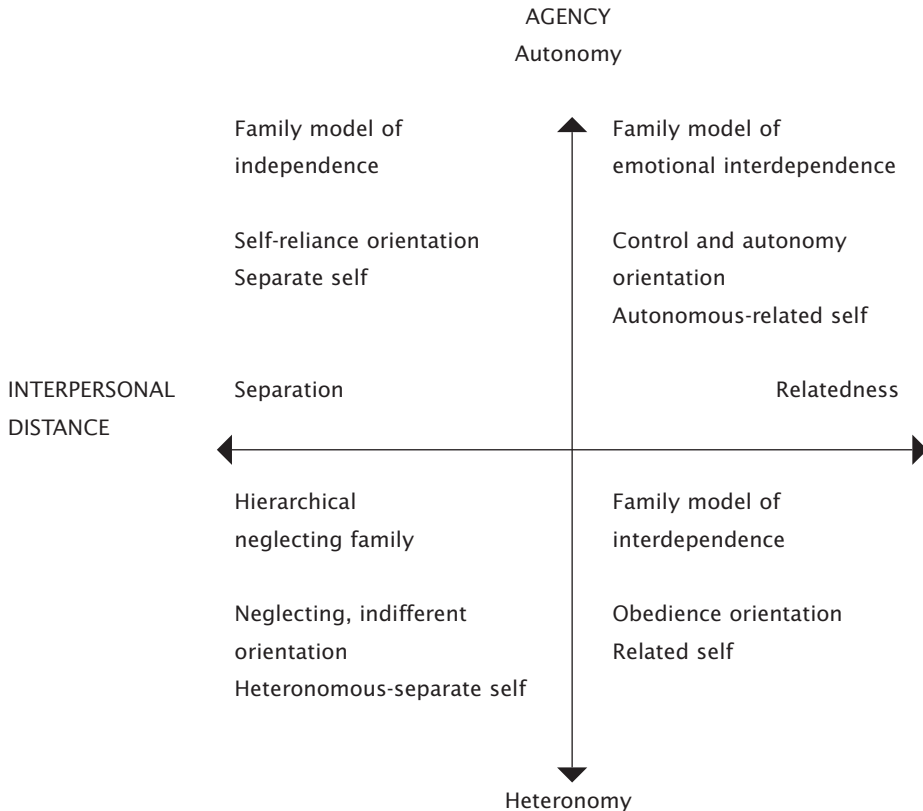 AGENCY
Autonomy
Family model of
independence
Self-reliance orientation
Separate self
Family model of
emotional interdependence
Control and autonomy
orientation
Autonomous-related self
INTERPERSONAL
DISTANCE
Separation
Relatedness
Hierarchical
neglecting family
Neglecting, indifferent
orientation
Heteronomous-separate self
Family model of
interdependence
Obedience orientation
Related self
Heteronomy